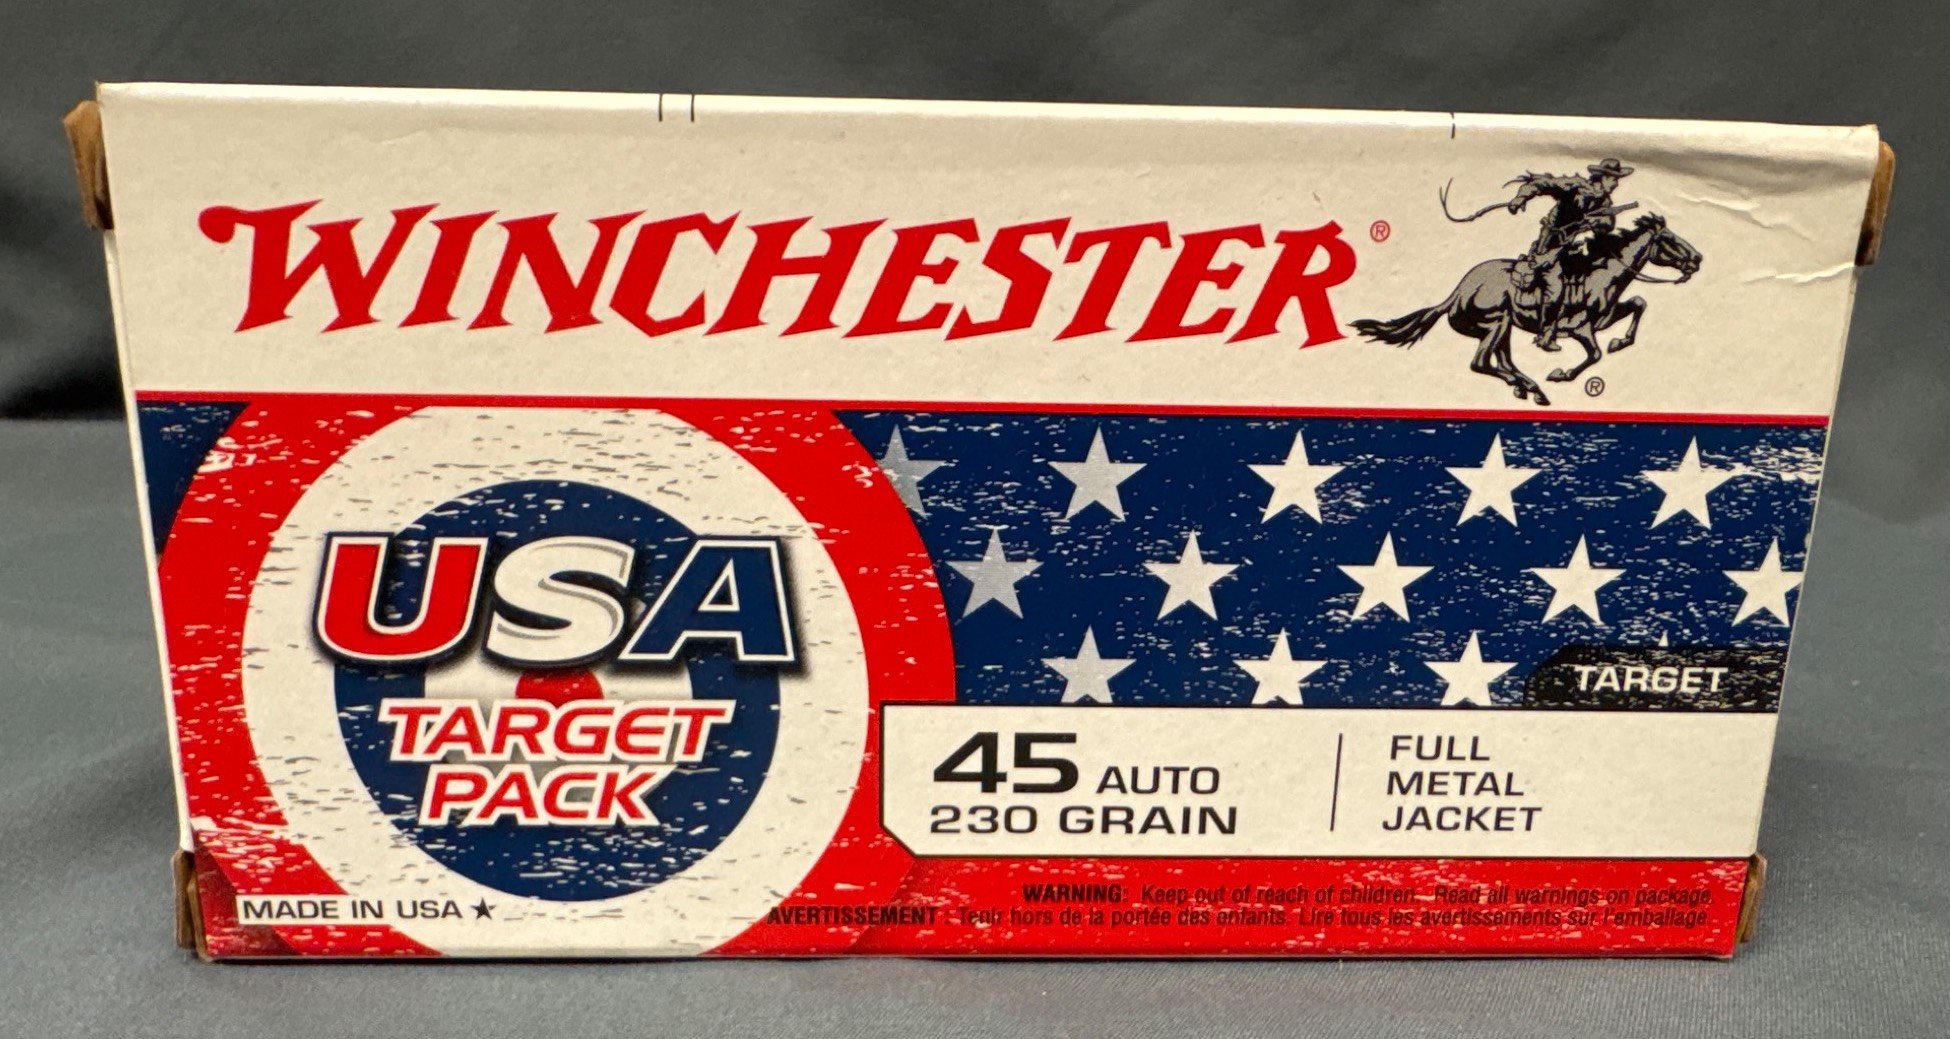 WINCHESTER®
®
USA
TARGET
PACK
TARGET
45 AUTO
230 GRAIN
FULL
METAL
JACKET
MADE IN USA ★
WARNING: Keep out of reach of children. Read all warnings on package.
AVERTISSEMENT : Tenir hors de la portée des enfants. Lire tous les avertissements sur l'emballage.